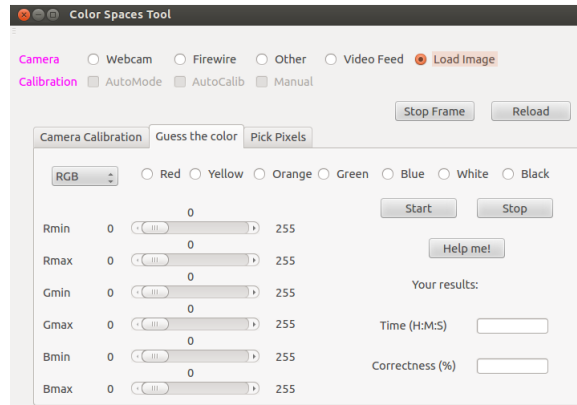 Color Spaces Tool
Camera Webcam Firewire Other Video Feed Load Image
Calibration AutoMode AutoCalib Manual
Stop Frame Reload
Camera Calibration Guess the color Pick Pixels
RGB Red Yellow Orange Green Blue White Black
Start Stop
0
Rmin 0 255
Help me!
0
Rmax 0 255
Your results:
0
Gmin 0 255
0
Gmax 0 255 Time (H:M:S)
0
Bmin 0 255 Correctness (%)
0
Bmax 0 255